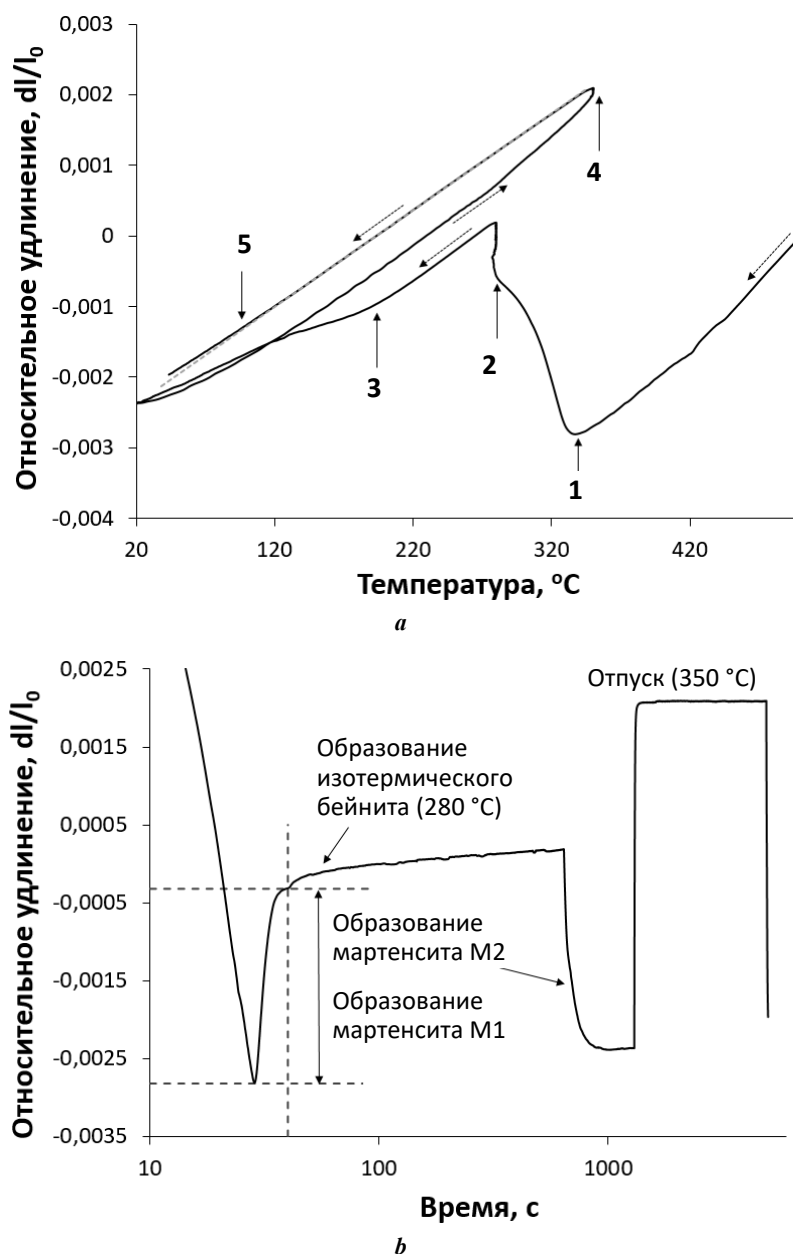 Относительное удлинение, dl/l₀
0,003
0,002
0,001
0
-0,001
-0,002
-0,003
-0,004
5
4
3
2
1
20
120
220
320
420
Температура, °C
a
Относительное удлинение, dl/l₀
0,0025
0,0015
0,0005
-0,0005
-0,0015
-0,0025
-0,0035
Отпуск (350 °C)
Образование
изотермического
бейнита (280 °C)
Образование
мартенсита М2
Образование
мартенсита М1
10
100
1000
Время, с
b